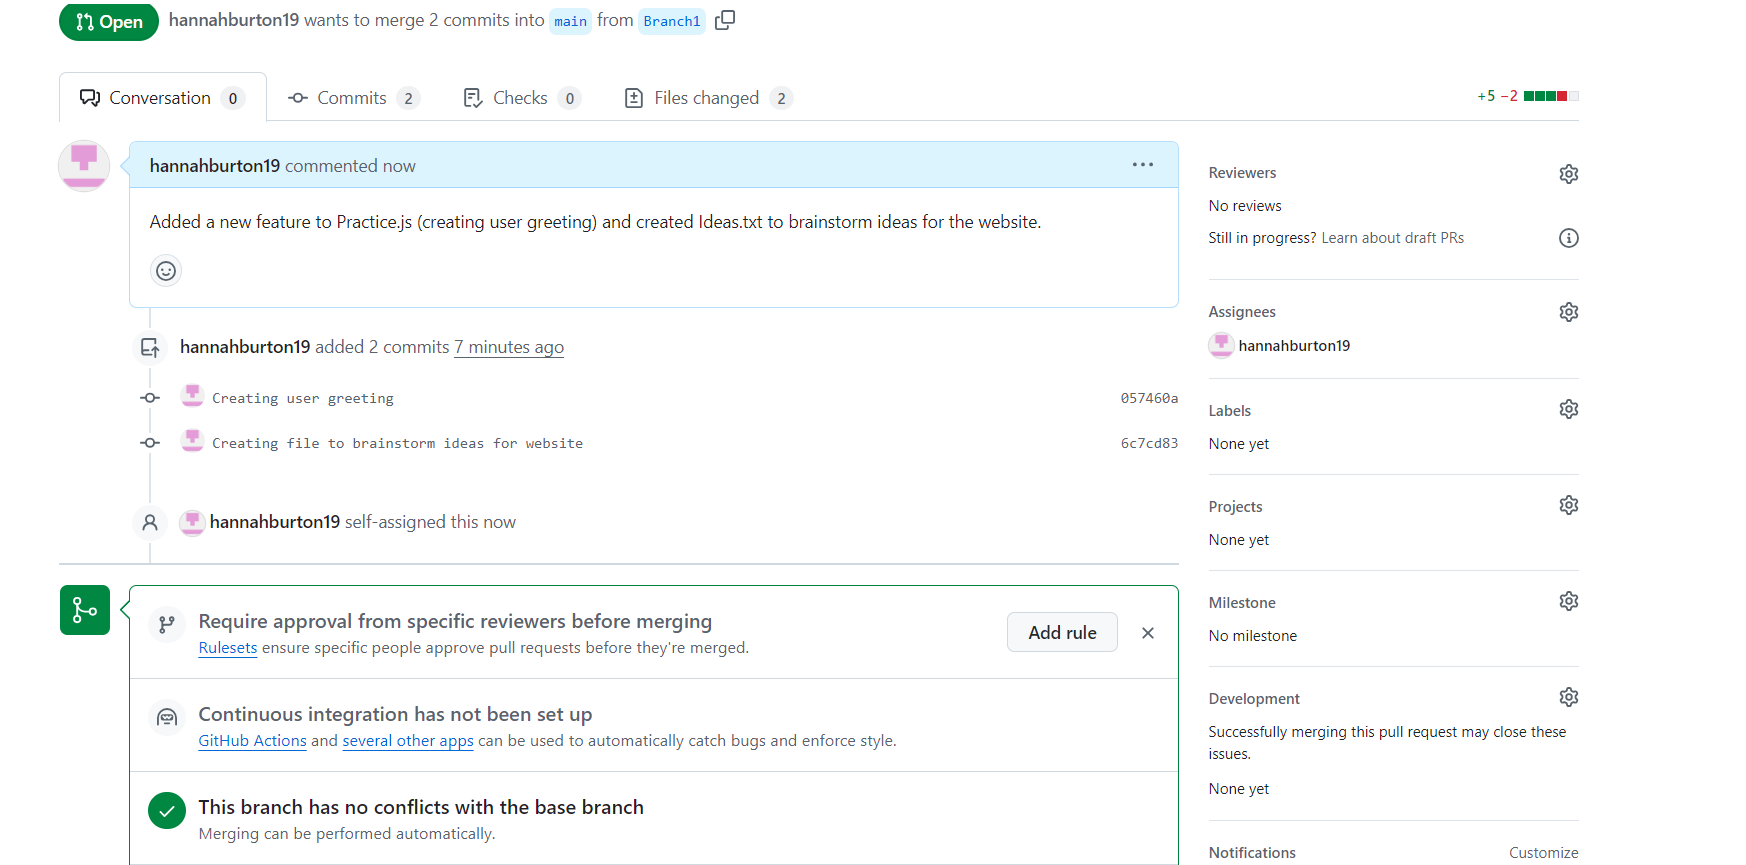 Open hannahburton19 wants to merge 2 commits into main from Branch1
Conversation 0 Commits 2 Checks 0 Files changed 2 +5 −2
hannahburton19 commented now
Added a new feature to Practice.js (creating user greeting) and created Ideas.txt to brainstorm ideas for the website.
hannahburton19 added 2 commits 7 minutes ago
Creating user greeting 057460a
Creating file to brainstorm ideas for website 6c7cd83
hannahburton19 self-assigned this now
Require approval from specific reviewers before merging
Rulesets ensure specific people approve pull requests before they're merged.
Add rule
Continuous integration has not been set up
GitHub Actions and several other apps can be used to automatically catch bugs and enforce style.
This branch has no conflicts with the base branch
Merging can be performed automatically.
Reviewers
No reviews
Still in progress? Learn about draft PRs
Assignees
hannahburton19
Labels
None yet
Projects
None yet
Milestone
No milestone
Development
Successfully merging this pull request may close these
issues.
None yet
Notifications Customize